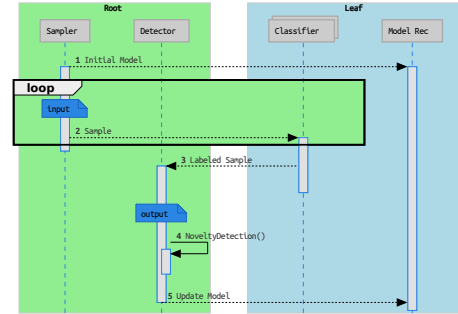 Root
Leaf
Sampler
Detector
Classifier
Model Rec
1 Initial Model
loop
input
2 Sample
3 Labeled Sample
output
4 NoveltyDetection()
5 Update Model